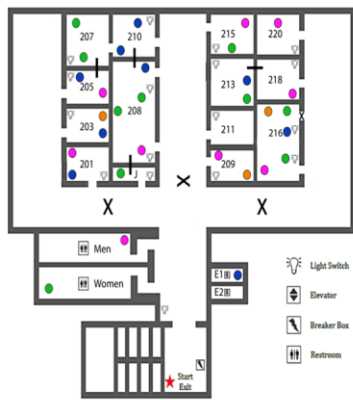 207
210
215
220
205
208
213
218
203
211
216
201
J
209
Men
Women
E1
E2
Light Switch
Elevator
Breaker Box
Restroom
Start
Exit